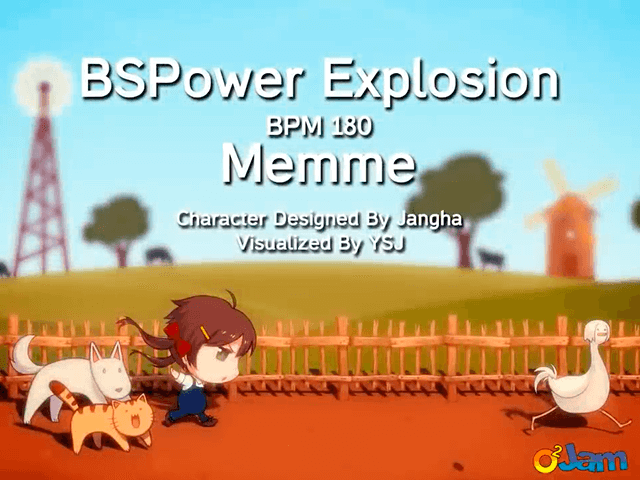 BSPower Explosion
BPM 180
Memme
Character Designed By Jangha
Visualized By YSJ
O2Jam